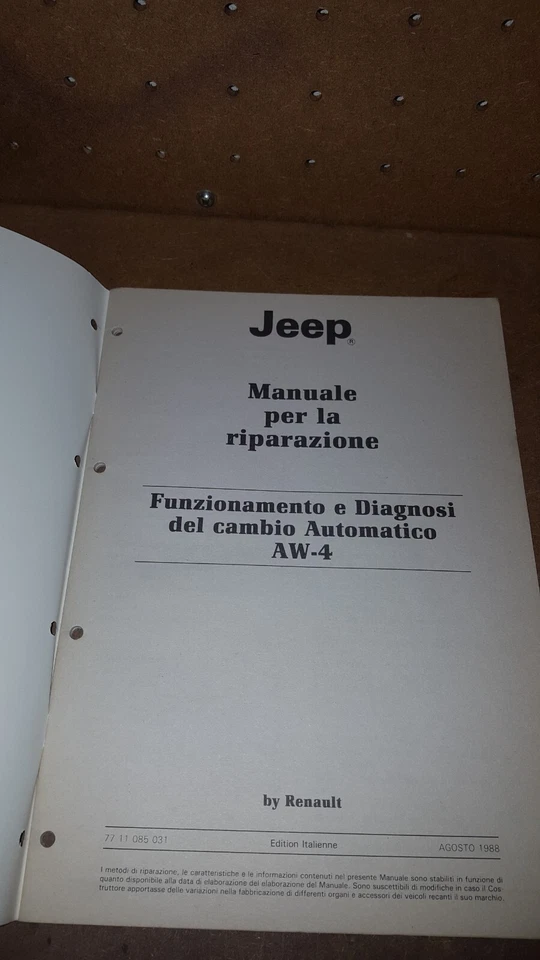 Jeep®
Manuale
per la
riparazione
Funzionamento e Diagnosi
del cambio Automatico
AW-4
by Renault
77 11 085 031 Edition Italienne AGOSTO 1988
I metodi di riparazione, le caratteristiche e le informazioni contenuti nel presente Manuale sono stabiliti in funzione di
quanto disponibile alla data di elaborazione dal elaborazione del Manuale. Sono suscettibili di modifiche in caso il Cos-
truttore apportasse delle variazioni nella fabbricazione di differenti organi e accessori dei veicoli recanti il suo marchio.